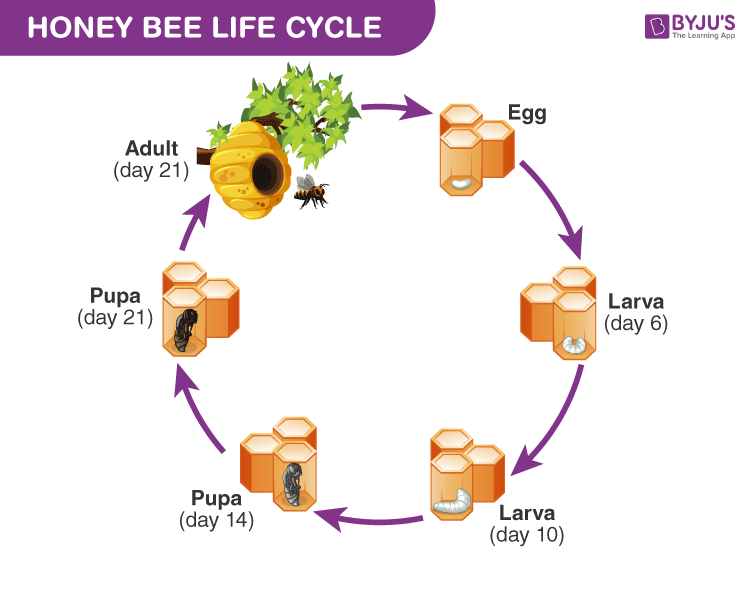 HONEY BEE LIFE CYCLE
BYJU'S
The Learning App
Egg
Larva
(day 6)
Larva
(day 10)
Pupa
(day 14)
Pupa
(day 21)
Adult
(day 21)